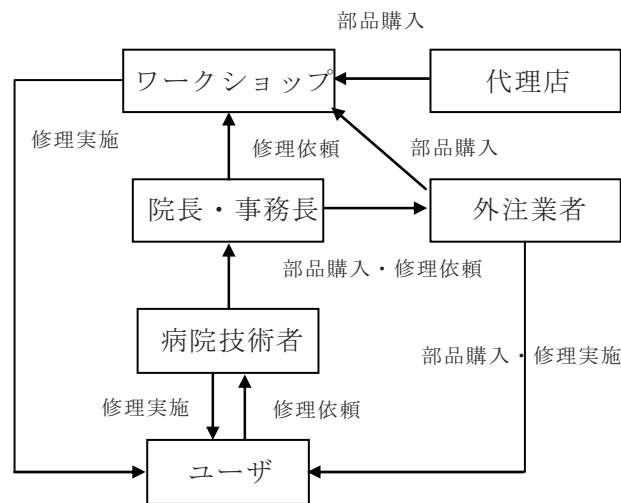 部品購入
ワークショップ
代理店
修理実施
修理依頼
部品購入
院長・事務長
外注業者
部品購入・修理依頼
病院技術者
部品購入・修理実施
修理実施
修理依頼
ユーザ